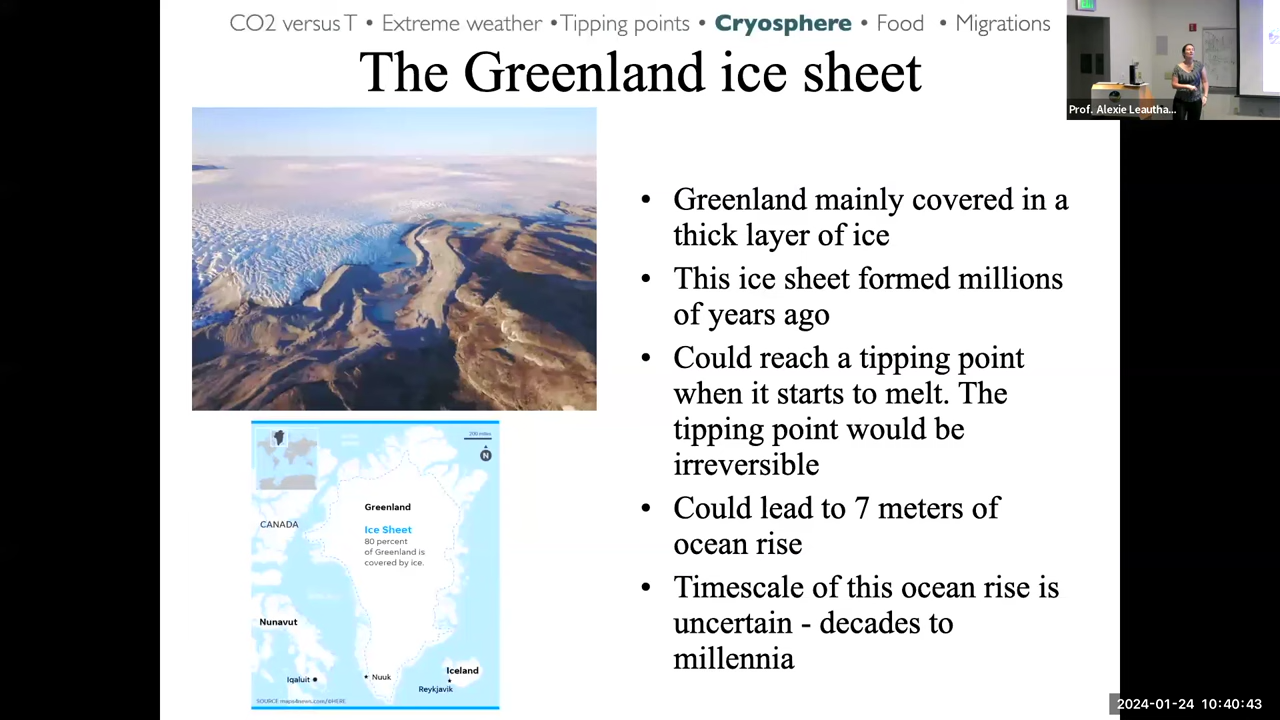 CO2 versus T • Extreme weather • Tipping points • Cryosphere • Food • Migrations
The Greenland ice sheet
Prof. Alexie Leautha...
• Greenland mainly covered in a
thick layer of ice
• This ice sheet formed millions
of years ago
• Could reach a tipping point
when it starts to melt. The
tipping point would be
irreversible
• Could lead to 7 meters of
ocean rise
• Timescale of this ocean rise is
uncertain - decades to
millennia
200 miles
N
Greenland
CANADA
Ice Sheet
80 percent
of Greenland is
covered by ice.
Nunavut
Iceland
Iqaluit
Nuuk
Reykjavik
SOURCE maps4news.com/©HERE
EXIT
2024-01-24 10:40:43